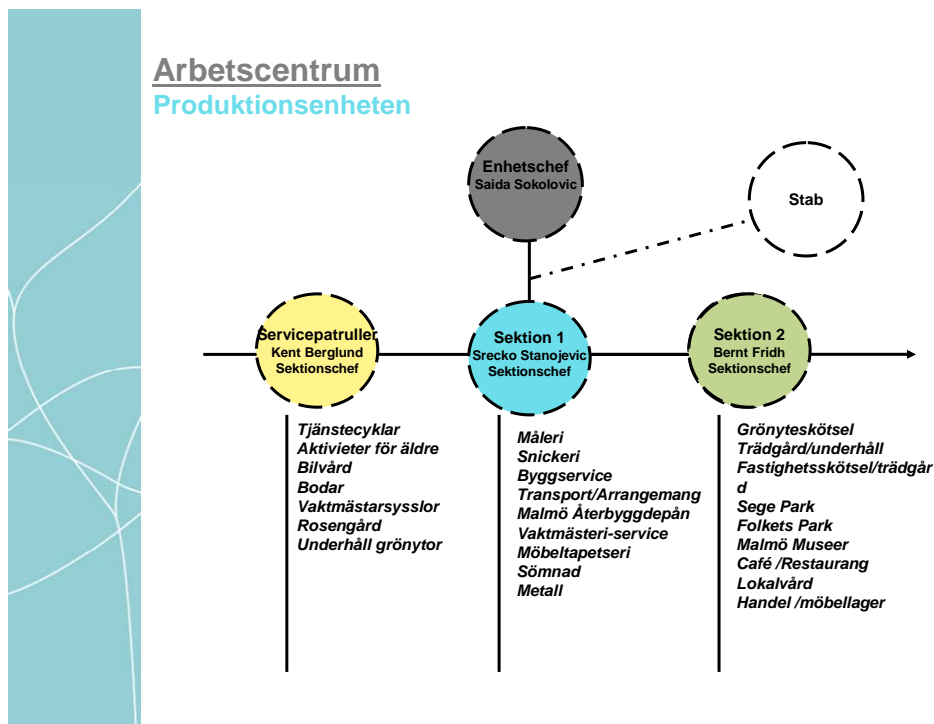 Arbetscentrum
Produktionsenheten
Enhetschef
Saida Sokolovic
Stab
Servicepatruller
Kent Berglund
Sektionschef
Sektion 1
Srecko Stanojevic
Sektionschef
Sektion 2
Bernt Fridh
Sektionschef
Tjänstecyklar
Aktivieter för äldre
Bilvård
Bodar
Vaktmästarsysslor
Rosengård
Underhåll grönytor
Måleri
Snickeri
Byggservice
Transport/Arrangemang
Malmö Återbyggdepån
Vaktmästeri-service
Möbeltapetseri
Sömnad
Metall
Grönyteskötsel
Trädgård/underhåll
Fastighetsskötsel/trädgår
d
Sege Park
Folkets Park
Malmö Museer
Café /Restaurang
Lokalvård
Handel /möbellager